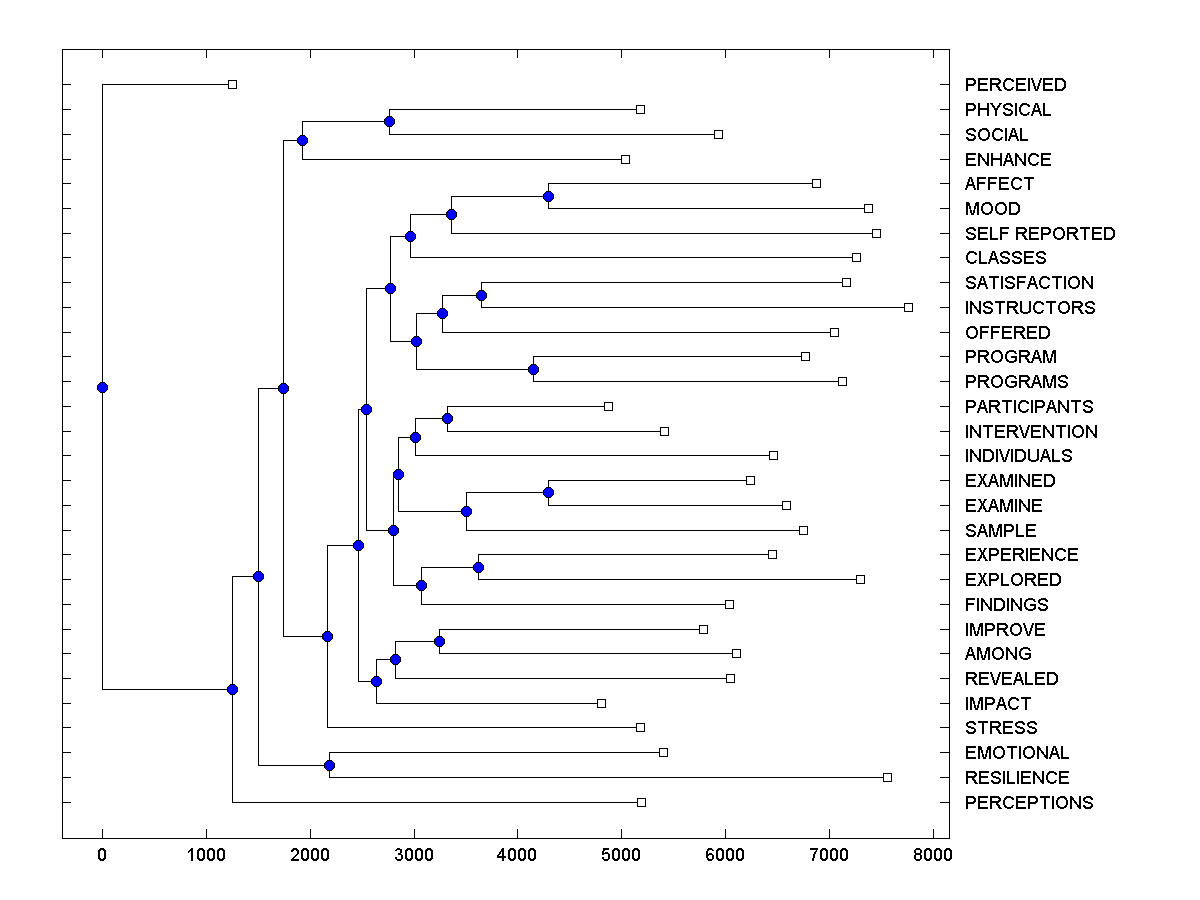 PERCEIVED
PHYSICAL
SOCIAL
ENHANCE
AFFECT
MOOD
SELF REPORTED
CLASSES
SATISFACTION
INSTRUCTORS
OFFERED
PROGRAM
PROGRAMS
PARTICIPANTS
INTERVENTION
INDIVIDUALS
EXAMINED
EXAMINE
SAMPLE
EXPERIENCE
EXPLORED
FINDINGS
IMPROVE
AMONG
REVEALED
IMPACT
STRESS
EMOTIONAL
RESILIENCE
PERCEPTIONS
0 1000 2000 3000 4000 5000 6000 7000 8000